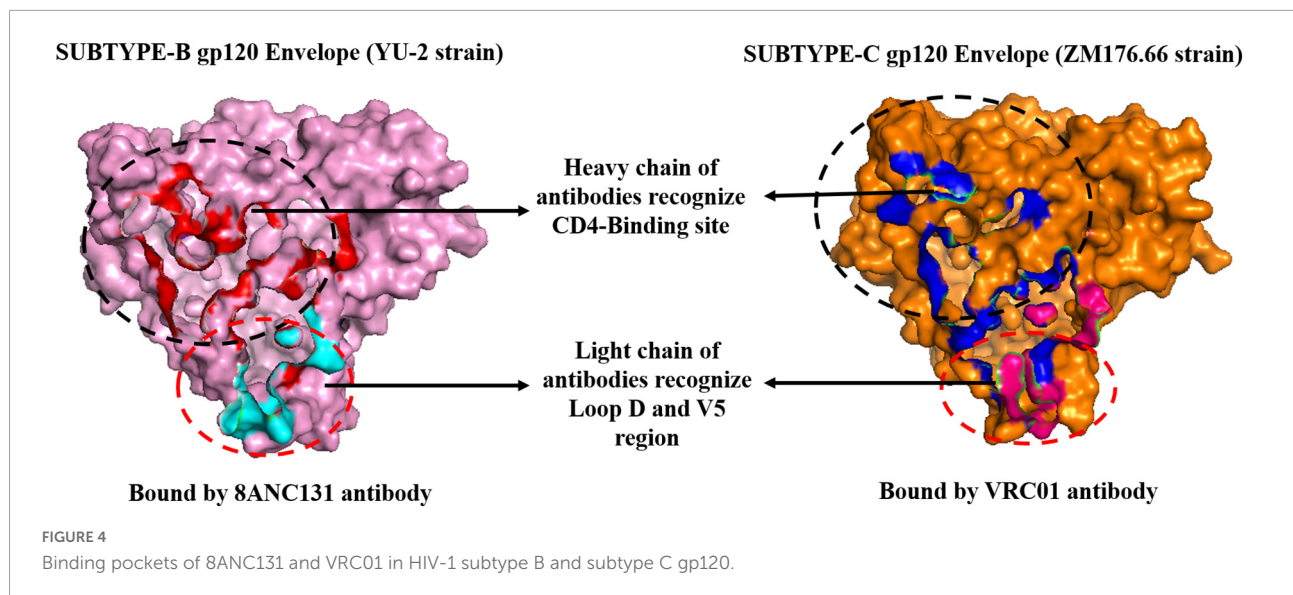 SUBTYPE-B gp120 Envelope (YU-2 strain)
SUBTYPE-C gp120 Envelope (ZM176.66 strain)
Heavy chain of
antibodies recognize
CD4-Binding site
Light chain of
antibodies recognize
Loop D and V5
region
Bound by 8ANC131 antibody
Bound by VRC01 antibody
FIGURE 4
Binding pockets of 8ANC131 and VRC01 in HIV-1 subtype B and subtype C gp120.